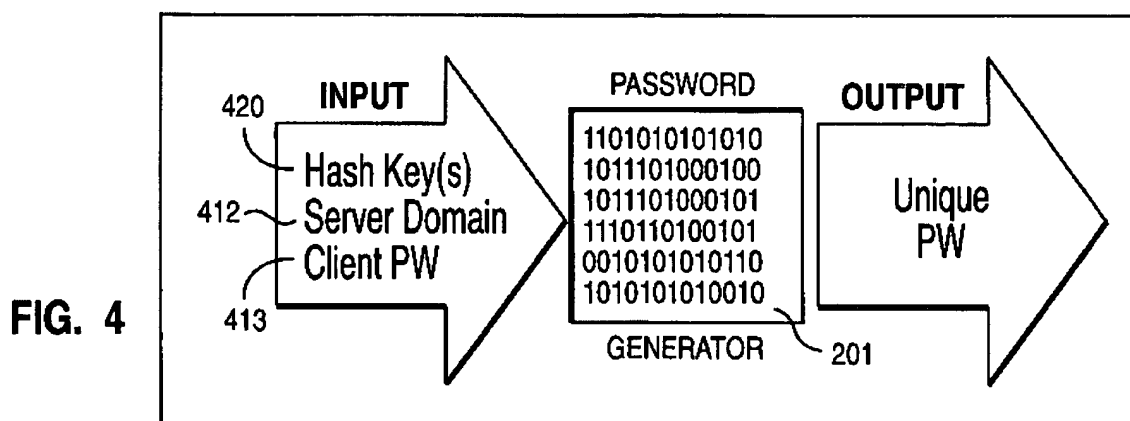 INPUT
420
Hash Key(s)
412
Server Domain
Client PW
413
PASSWORD
1101010101010
1011101000100
1011101000101
1110110100101
0010101010110
1010101010010
GENERATOR
201
OUTPUT
Unique
PW
FIG. 4